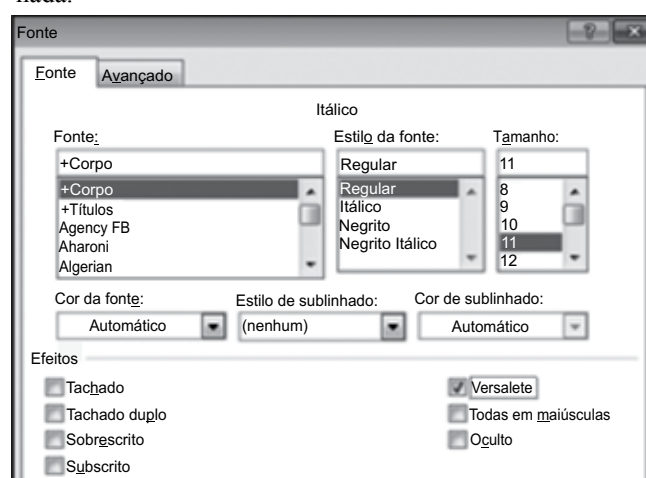 nada:
Fonte
Fonte Avançado
Itálico
Fonte: Estilo da fonte: Tamanho:
+Corpo Regular 11
+Corpo Regular 8
+Títulos Itálico 9
Agency FB Negrito 10
Aharoni Negrito Itálico 11
Algerian 12
Cor da fonte: Estilo de sublinhado: Cor de sublinhado:
Automático (nenhum) Automático
Efeitos
Tachado Versalete
Tachado duplo Todas em maiúsculas
Sobrescrito Oculto
Subscrito